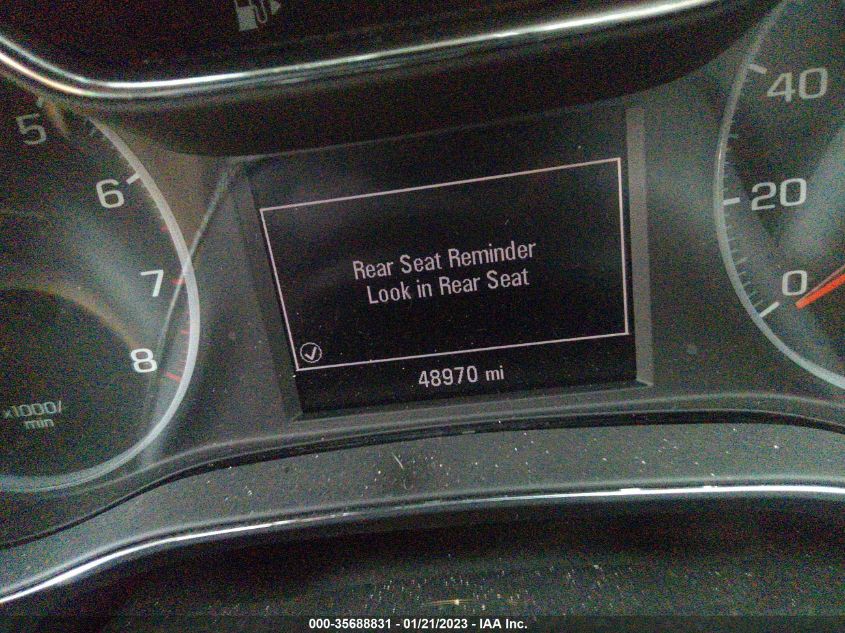 5
6
7
8
x1000/
min
Rear Seat Reminder
Look in Rear Seat
48970 mi
40
20
0
000-35688831 - 01/21/2023 - IAA Inc.